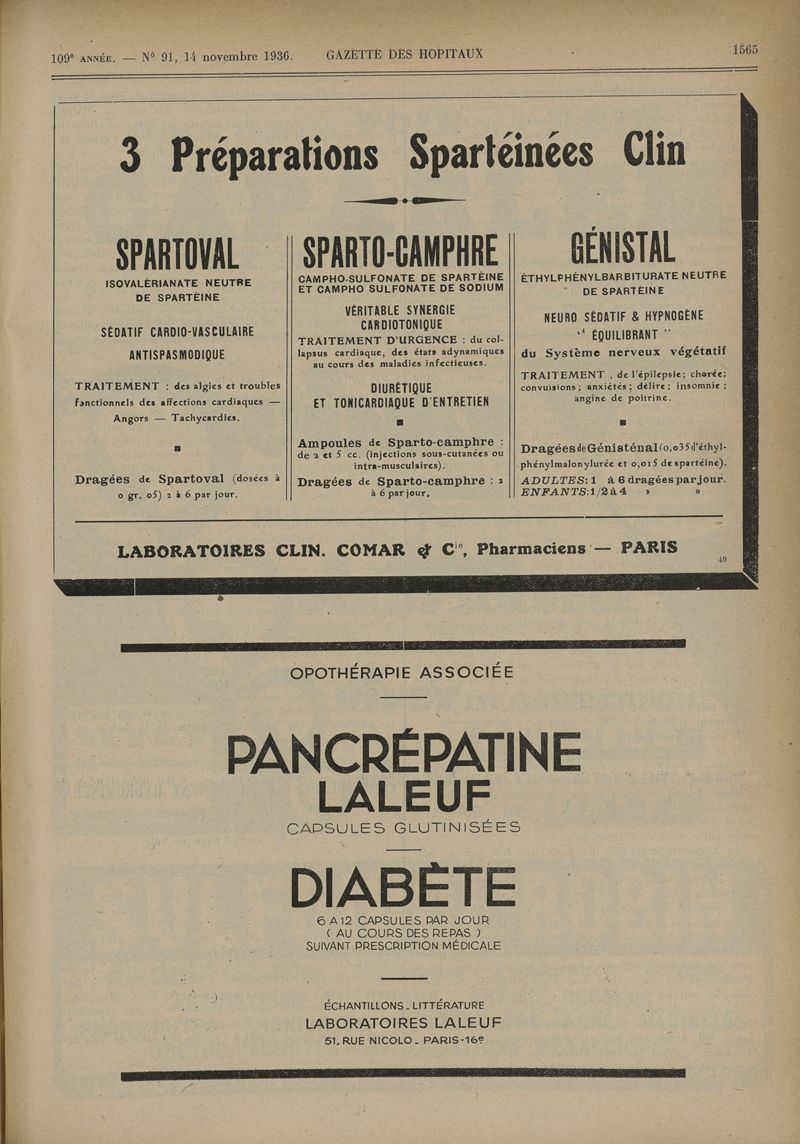 109e ANNÉE. — No 91, 14 novembre 1936. GAZETTE DES HOPITAUX 1565
3 Préparations Spartéinées Clin
SPARTOVAL
ISOVALÉRIANATE NEUTRE
DE SPARTÉINE
SÉDATIF CARDIO-VASCULAIRE
ANTISPASMODIQUE
TRAITEMENT : des algies et troubles
fonctionnels des affections cardiaques —
Angors — Tachycardies.
Dragées de Spartoval (dosées à
0 gr. 05) 2 à 6 par jour.
SPARTO-CAMPHRE
CAMPHO-SULFONATE DE SPARTÉINE
ET CAMPHO SULFONATE DE SODIUM
VÉRITABLE SYNERGIE
CARDIOTONIQUE
TRAITEMENT D'URGENCE : du col-
lapsus cardiaque, des états adynamiques
au cours des maladies infectieuses.
DIURÉTIQUE
ET TONICARDIAQUE D'ENTRETIEN
Ampoules de Sparto-camphre :
de 2 et 5 cc. (injections sous-cutanées ou
intra-musculaires).
Dragées de Sparto-camphre : 2
à 6 par jour.
GÉNISTAL
ÉTHYLPHÉNYLBARBITURATE NEUTRE
DE SPARTÉINE
NEURO SÉDATIF & HYPNOGÈNE
“ ÉQUILIBRANT ”
du Système nerveux végétatif
TRAITEMENT . de l'épilepsie; chorée;
convulsions; anxiétés; délire; insomnie;
angine de poitrine.
Dragées de Génisténal (0,035 d'éthyl-
phénylmalonylurée et 0,015 de spartéine).
ADULTES: 1 à 6 dragées par jour.
ENFANTS: 1/2 à 4 » »
LABORATOIRES CLIN. COMAR & Cie, Pharmaciens — PARIS
49
OPOTHÉRAPIE ASSOCIÉE
PANCRÉPATINE
LALEUF
CAPSULES GLUTINISÉES
DIABÈTE
6 A 12 CAPSULES PAR JOUR
( AU COURS DES REPAS )
SUIVANT PRESCRIPTION MÉDICALE
ÉCHANTILLONS_LITTÉRATURE
LABORATOIRES LALEUF
51, RUE NICOLO_ PARIS-16e